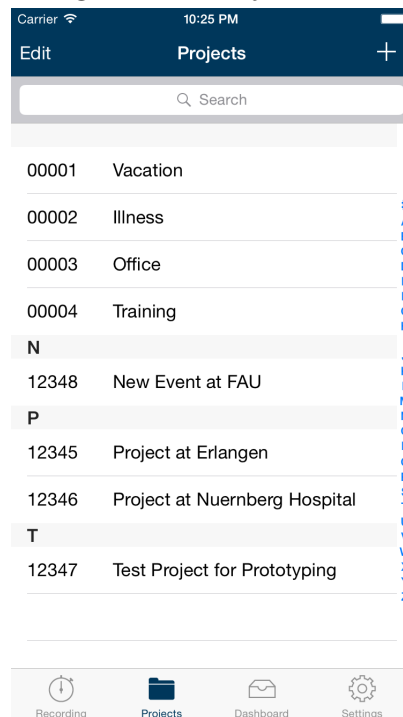 Carrier 10:25 PM
Edit Projects +
Search
00001 Vacation
00002 Illness
00003 Office
00004 Training
N
12348 New Event at FAU
P
12345 Project at Erlangen
12346 Project at Nuernberg Hospital
T
12347 Test Project for Prototyping
Recording Projects Dashboard Settings